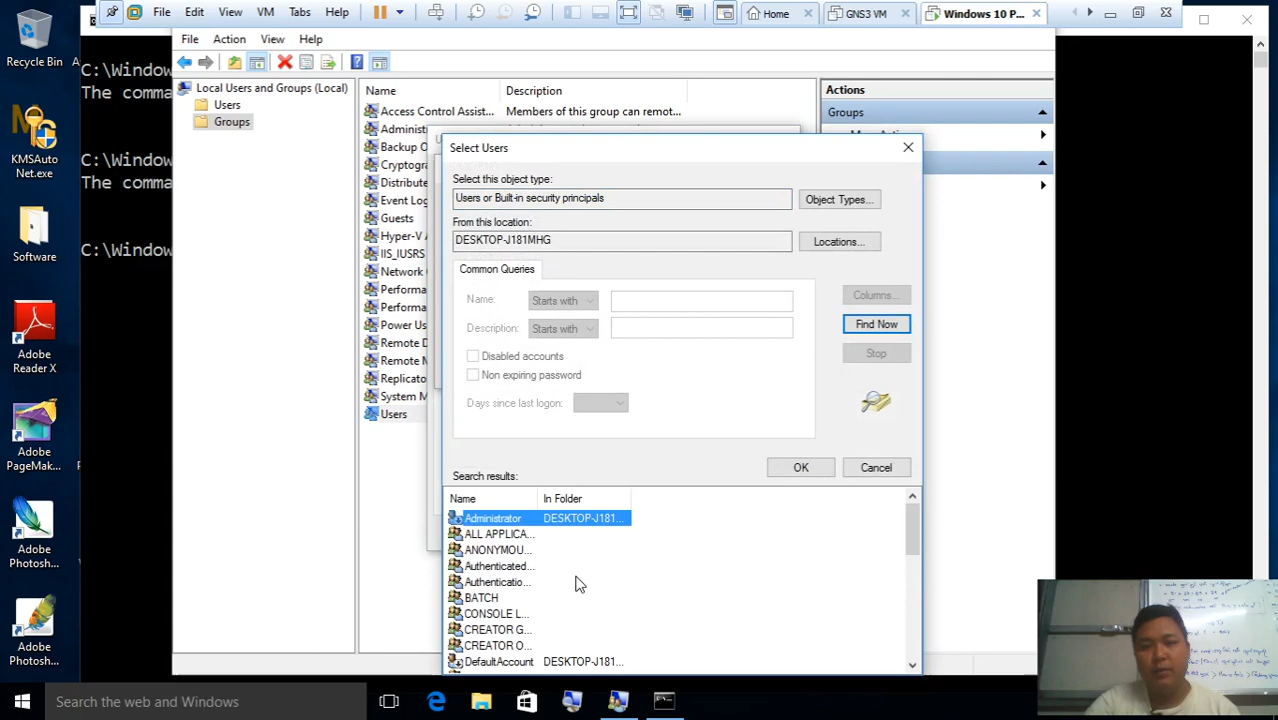 File Edit View VM Tabs Help
Home
GNS3 VM
Windows 10 P...
Recycle Bin
KMSAuto
Net.exe
Software
Adobe
Reader X
Adobe
PageMak...
Adobe
Photosh...
Adobe
Photosh...
C:\Window
The comma
C:\Window
The comma
C:\Window
File Action View Help
Local Users and Groups (Local)
Users
Groups
Name Description
Access Control Assist... Members of this group can remot...
Administr
Backup O
Cryptogra
Distribute
Event Log
Guests
Hyper-V A
IIS_IUSRS
Network
Performa
Performa
Power Us
Remote D
Remote M
Replicato
System M
Users
Actions
Groups
Select Users
Select this object type:
Users or Built-in security principals
Object Types...
From this location:
DESKTOP-J181MHG
Locations...
Common Queries
Name: Starts with
Description: Starts with
Disabled accounts
Non expiring password
Days since last logon:
Columns...
Find Now
Stop
OK Cancel
Search results:
Name In Folder
Administrator DESKTOP-J181...
ALL APPLICA...
ANONYMOU...
Authenticated...
Authenticatio...
BATCH
CONSOLE L...
CREATOR G...
CREATOR O...
DefaultAccount DESKTOP-J181...
Search the web and Windows